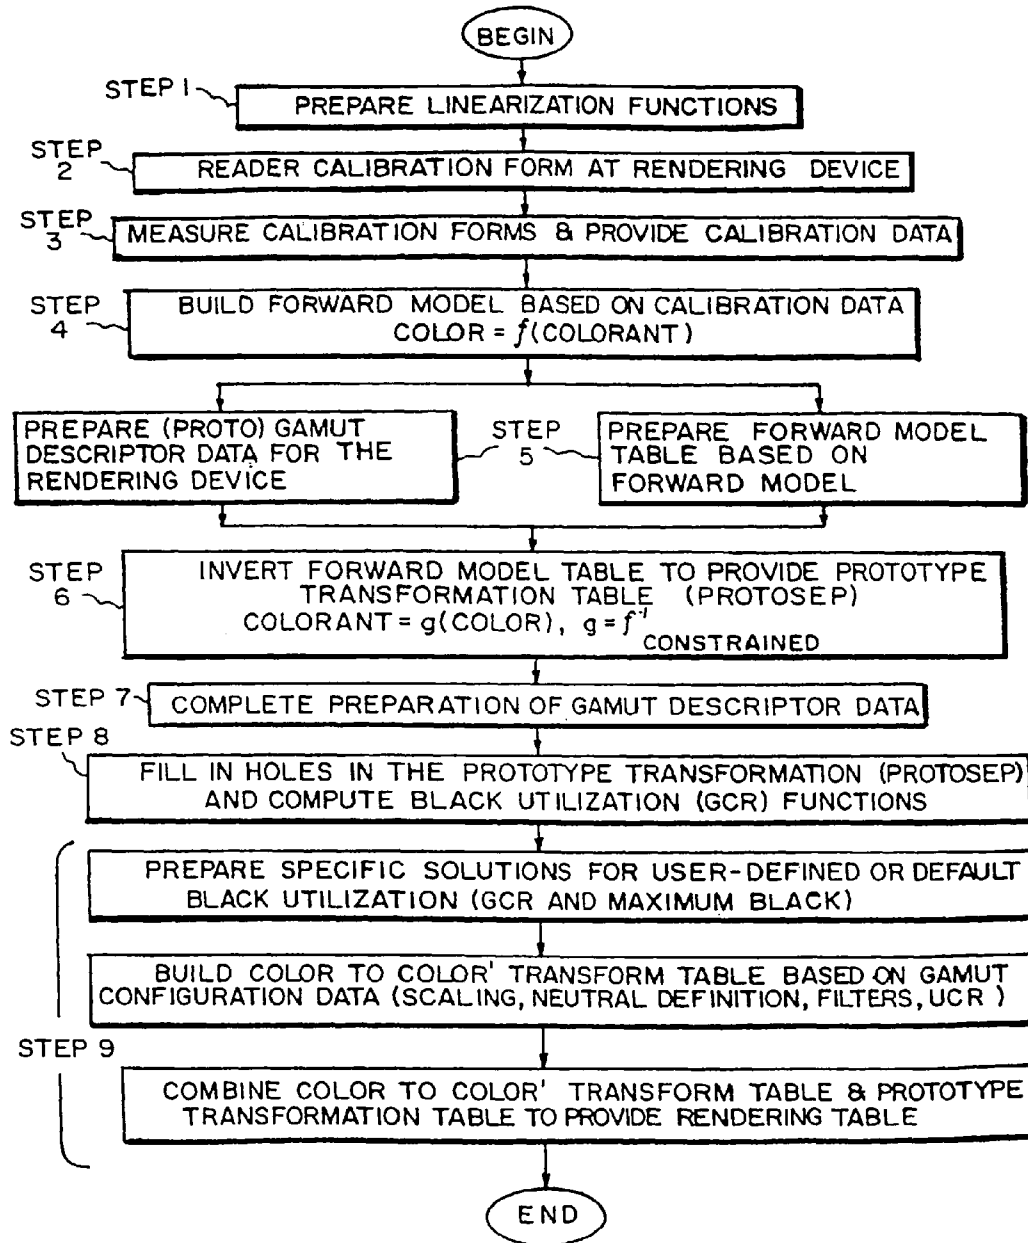 BEGIN
STEP 1
PREPARE LINEARIZATION FUNCTIONS
STEP
2
READER CALIBRATION FORM AT RENDERING DEVICE
STEP
3
MEASURE CALIBRATION FORMS & PROVIDE CALIBRATION DATA
STEP
4
BUILD FORWARD MODEL BASED ON CALIBRATION DATA
COLOR = f(COLORANT)
PREPARE (PROTO) GAMUT
DESCRIPTOR DATA FOR THE
RENDERING DEVICE
STEP
5
PREPARE FORWARD MODEL
TABLE BASED ON
FORWARD MODEL
STEP
6
INVERT FORWARD MODEL TABLE TO PROVIDE PROTOTYPE
TRANSFORMATION TABLE (PROTOSEP)
COLORANT = g(COLOR), g = f⁻¹
CONSTRAINED
STEP 7
COMPLETE PREPARATION OF GAMUT DESCRIPTOR DATA
STEP 8
FILL IN HOLES IN THE PROTOTYPE TRANSFORMATION (PROTOSEP)
AND COMPUTE BLACK UTILIZATION (GCR) FUNCTIONS
STEP 9
PREPARE SPECIFIC SOLUTIONS FOR USER-DEFINED OR DEFAULT
BLACK UTILIZATION (GCR AND MAXIMUM BLACK)
BUILD COLOR TO COLOR' TRANSFORM TABLE BASED ON GAMUT
CONFIGURATION DATA (SCALING, NEUTRAL DEFINITION, FILTERS, UCR)
COMBINE COLOR TO COLOR' TRANSFORM TABLE & PROTOTYPE
TRANSFORMATION TABLE TO PROVIDE RENDERING TABLE
END